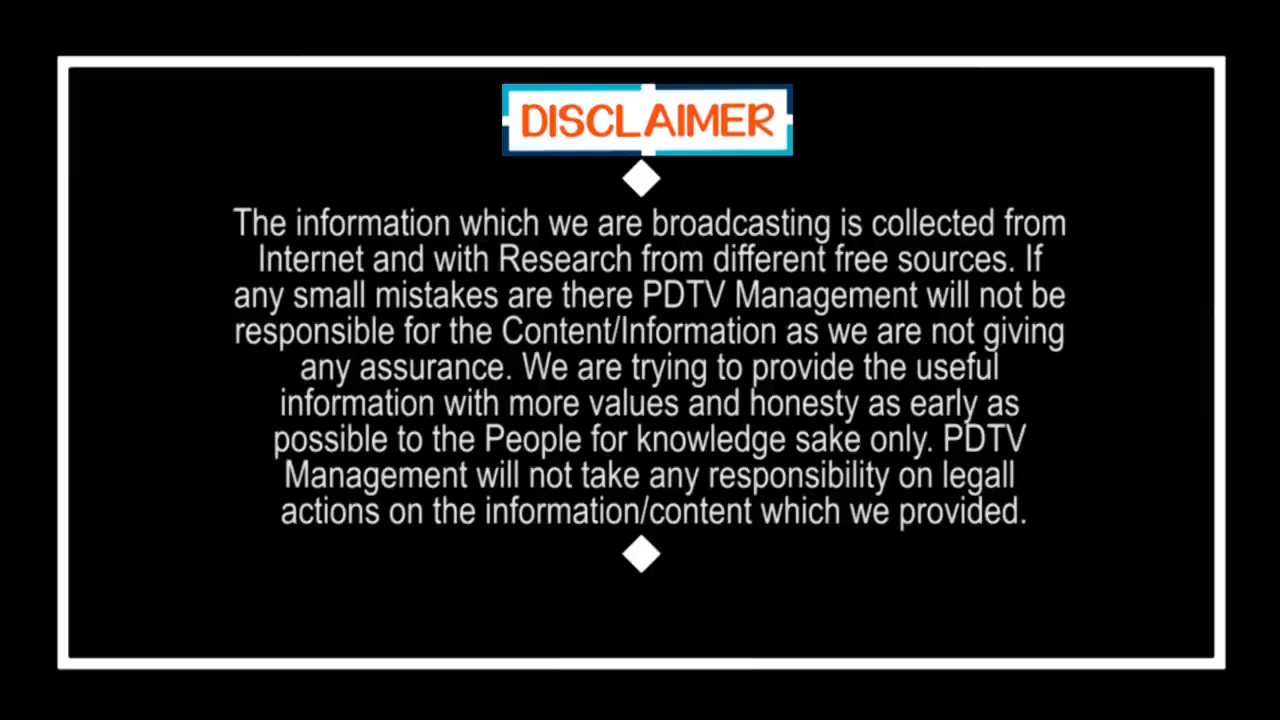 DISCLAIMER
The information which we are broadcasting is collected from
Internet and with Research from different free sources. If
any small mistakes are there PDTV Management will not be
responsible for the Content/Information as we are not giving
any assurance. We are trying to provide the useful
information with more values and honesty as early as
possible to the People for knowledge sake only. PDTV
Management will not take any responsibility on legall
actions on the information/content which we provided.